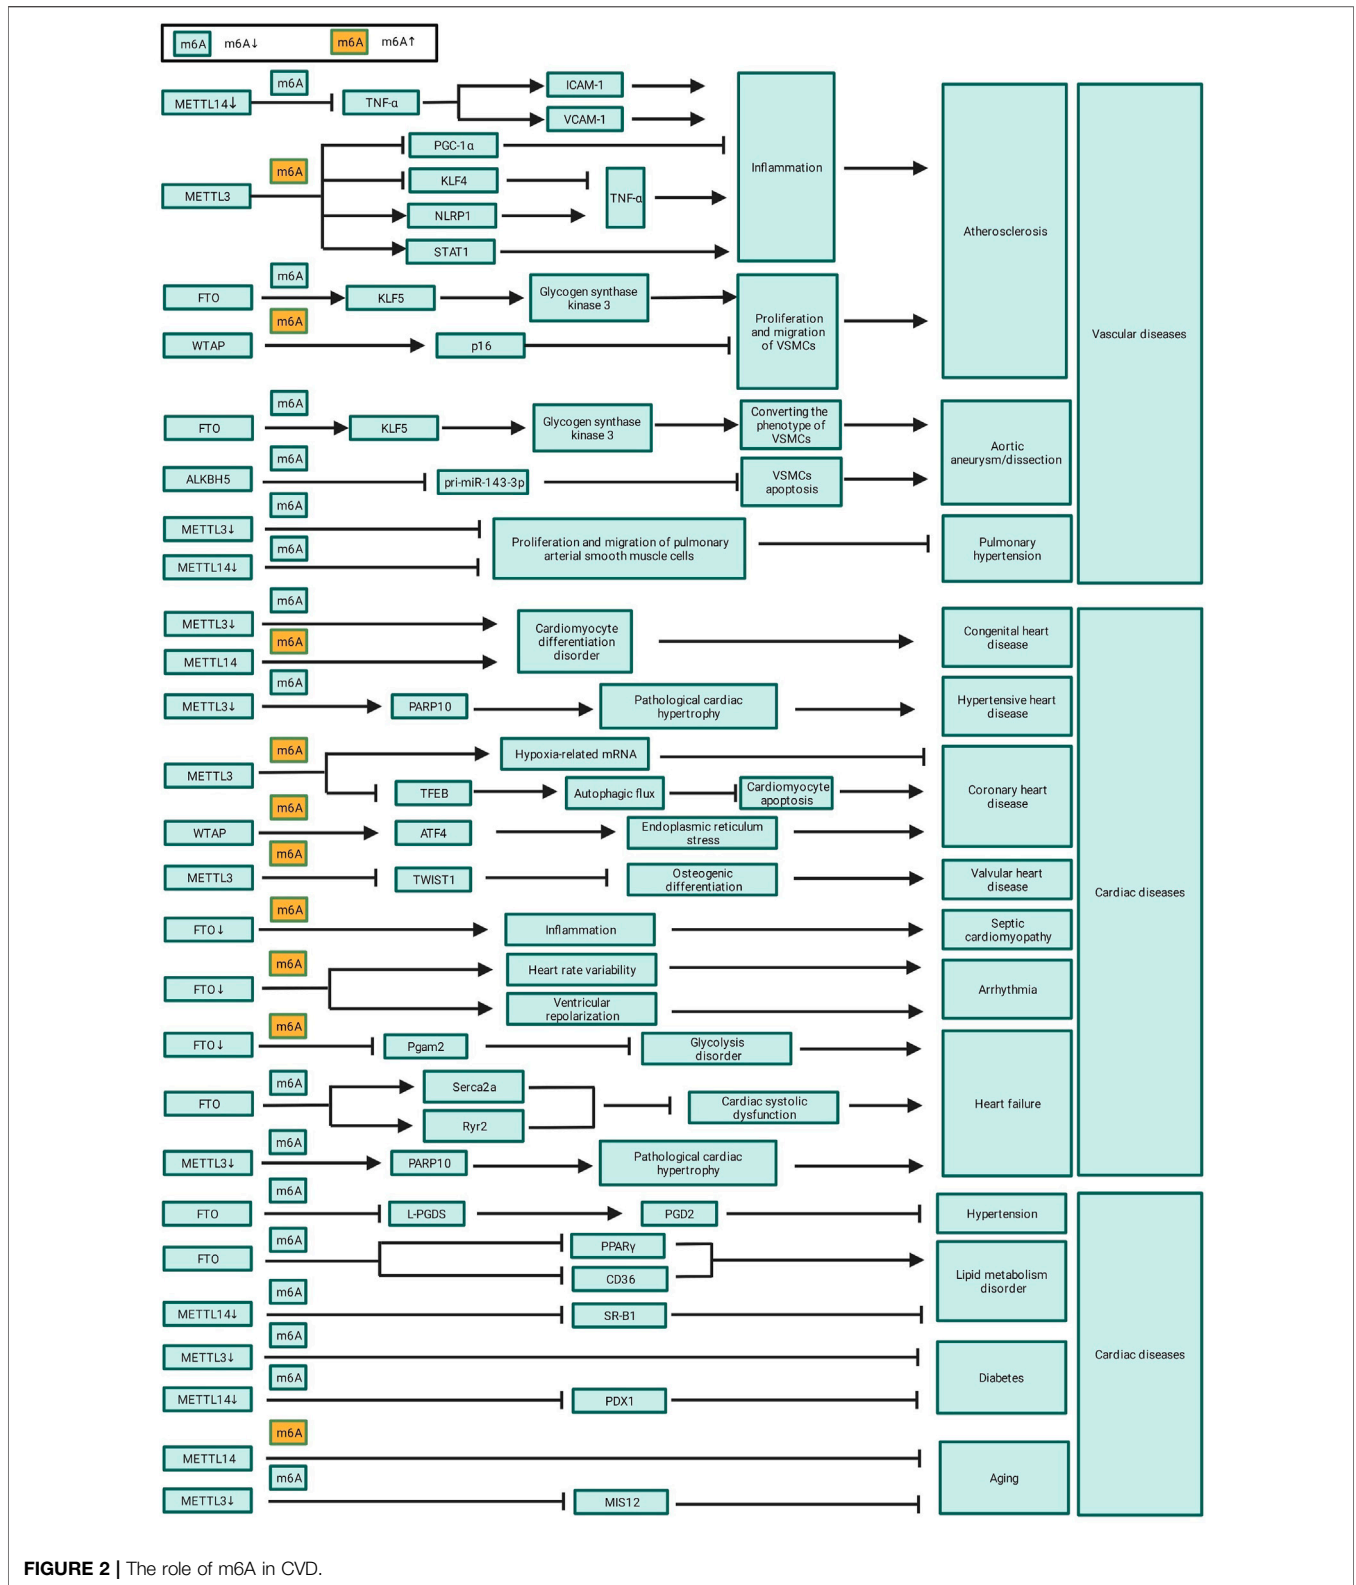 m6A m6A↓ m6A m6A↑
m6A
METTL14↓ TNF-α ICAM-1
VCAM-1
m6A
METTL3 PGC-1α
KLF4
NLRP1
STAT1
TNF-α
Inflammation
m6A
FTO KLF5 Glycogen synthase
kinase 3
m6A
WTAP p16
Proliferation
and migration
of VSMCs
Atherosclerosis
m6A
FTO KLF5 Glycogen synthase
kinase 3
Converting the
phenotype of
VSMCs
m6A
ALKBH5 pri-miR-143-3p VSMCs
apoptosis
Aortic
aneurysm/dissection
m6A
METTL3↓
m6A
METTL14↓
Proliferation and migration of pulmonary
arterial smooth muscle cells
Pulmonary
hypertension
Vascular diseases
m6A
METTL3↓
m6A
METTL14
Cardiomyocyte
differentiation
disorder
Congenital heart
disease
m6A
METTL3↓ PARP10 Pathological cardiac
hypertrophy
Hypertensive heart
disease
m6A
METTL3 Hypoxia-related mRNA
TFEB Autophagic flux Cardiomyocyte
apoptosis
m6A
WTAP ATF4 Endoplasmic reticulum
stress
Coronary heart
disease
m6A
METTL3 TWIST1 Osteogenic
differentiation
Valvular heart
disease
m6A
FTO↓ Inflammation Septic
cardiomyopathy
m6A
FTO↓ Heart rate variability
Ventricular
repolarization
Arrhythmia
m6A
FTO↓ Pgam2 Glycolysis
disorder
m6A
FTO Serca2a
Ryr2
Cardiac systolic
dysfunction
m6A
METTL3↓ PARP10 Pathological cardiac
hypertrophy
Heart failure
Cardiac diseases
m6A
FTO L-PGDS PGD2 Hypertension
m6A
FTO PPARγ
CD36
m6A
METTL14↓ SR-B1
Lipid metabolism
disorder
m6A
METTL3↓
m6A
METTL14↓ PDX1
Diabetes
m6A
METTL14
m6A
METTL3↓ MIS12
Aging
Cardiac diseases
FIGURE 2 | The role of m6A in CVD.